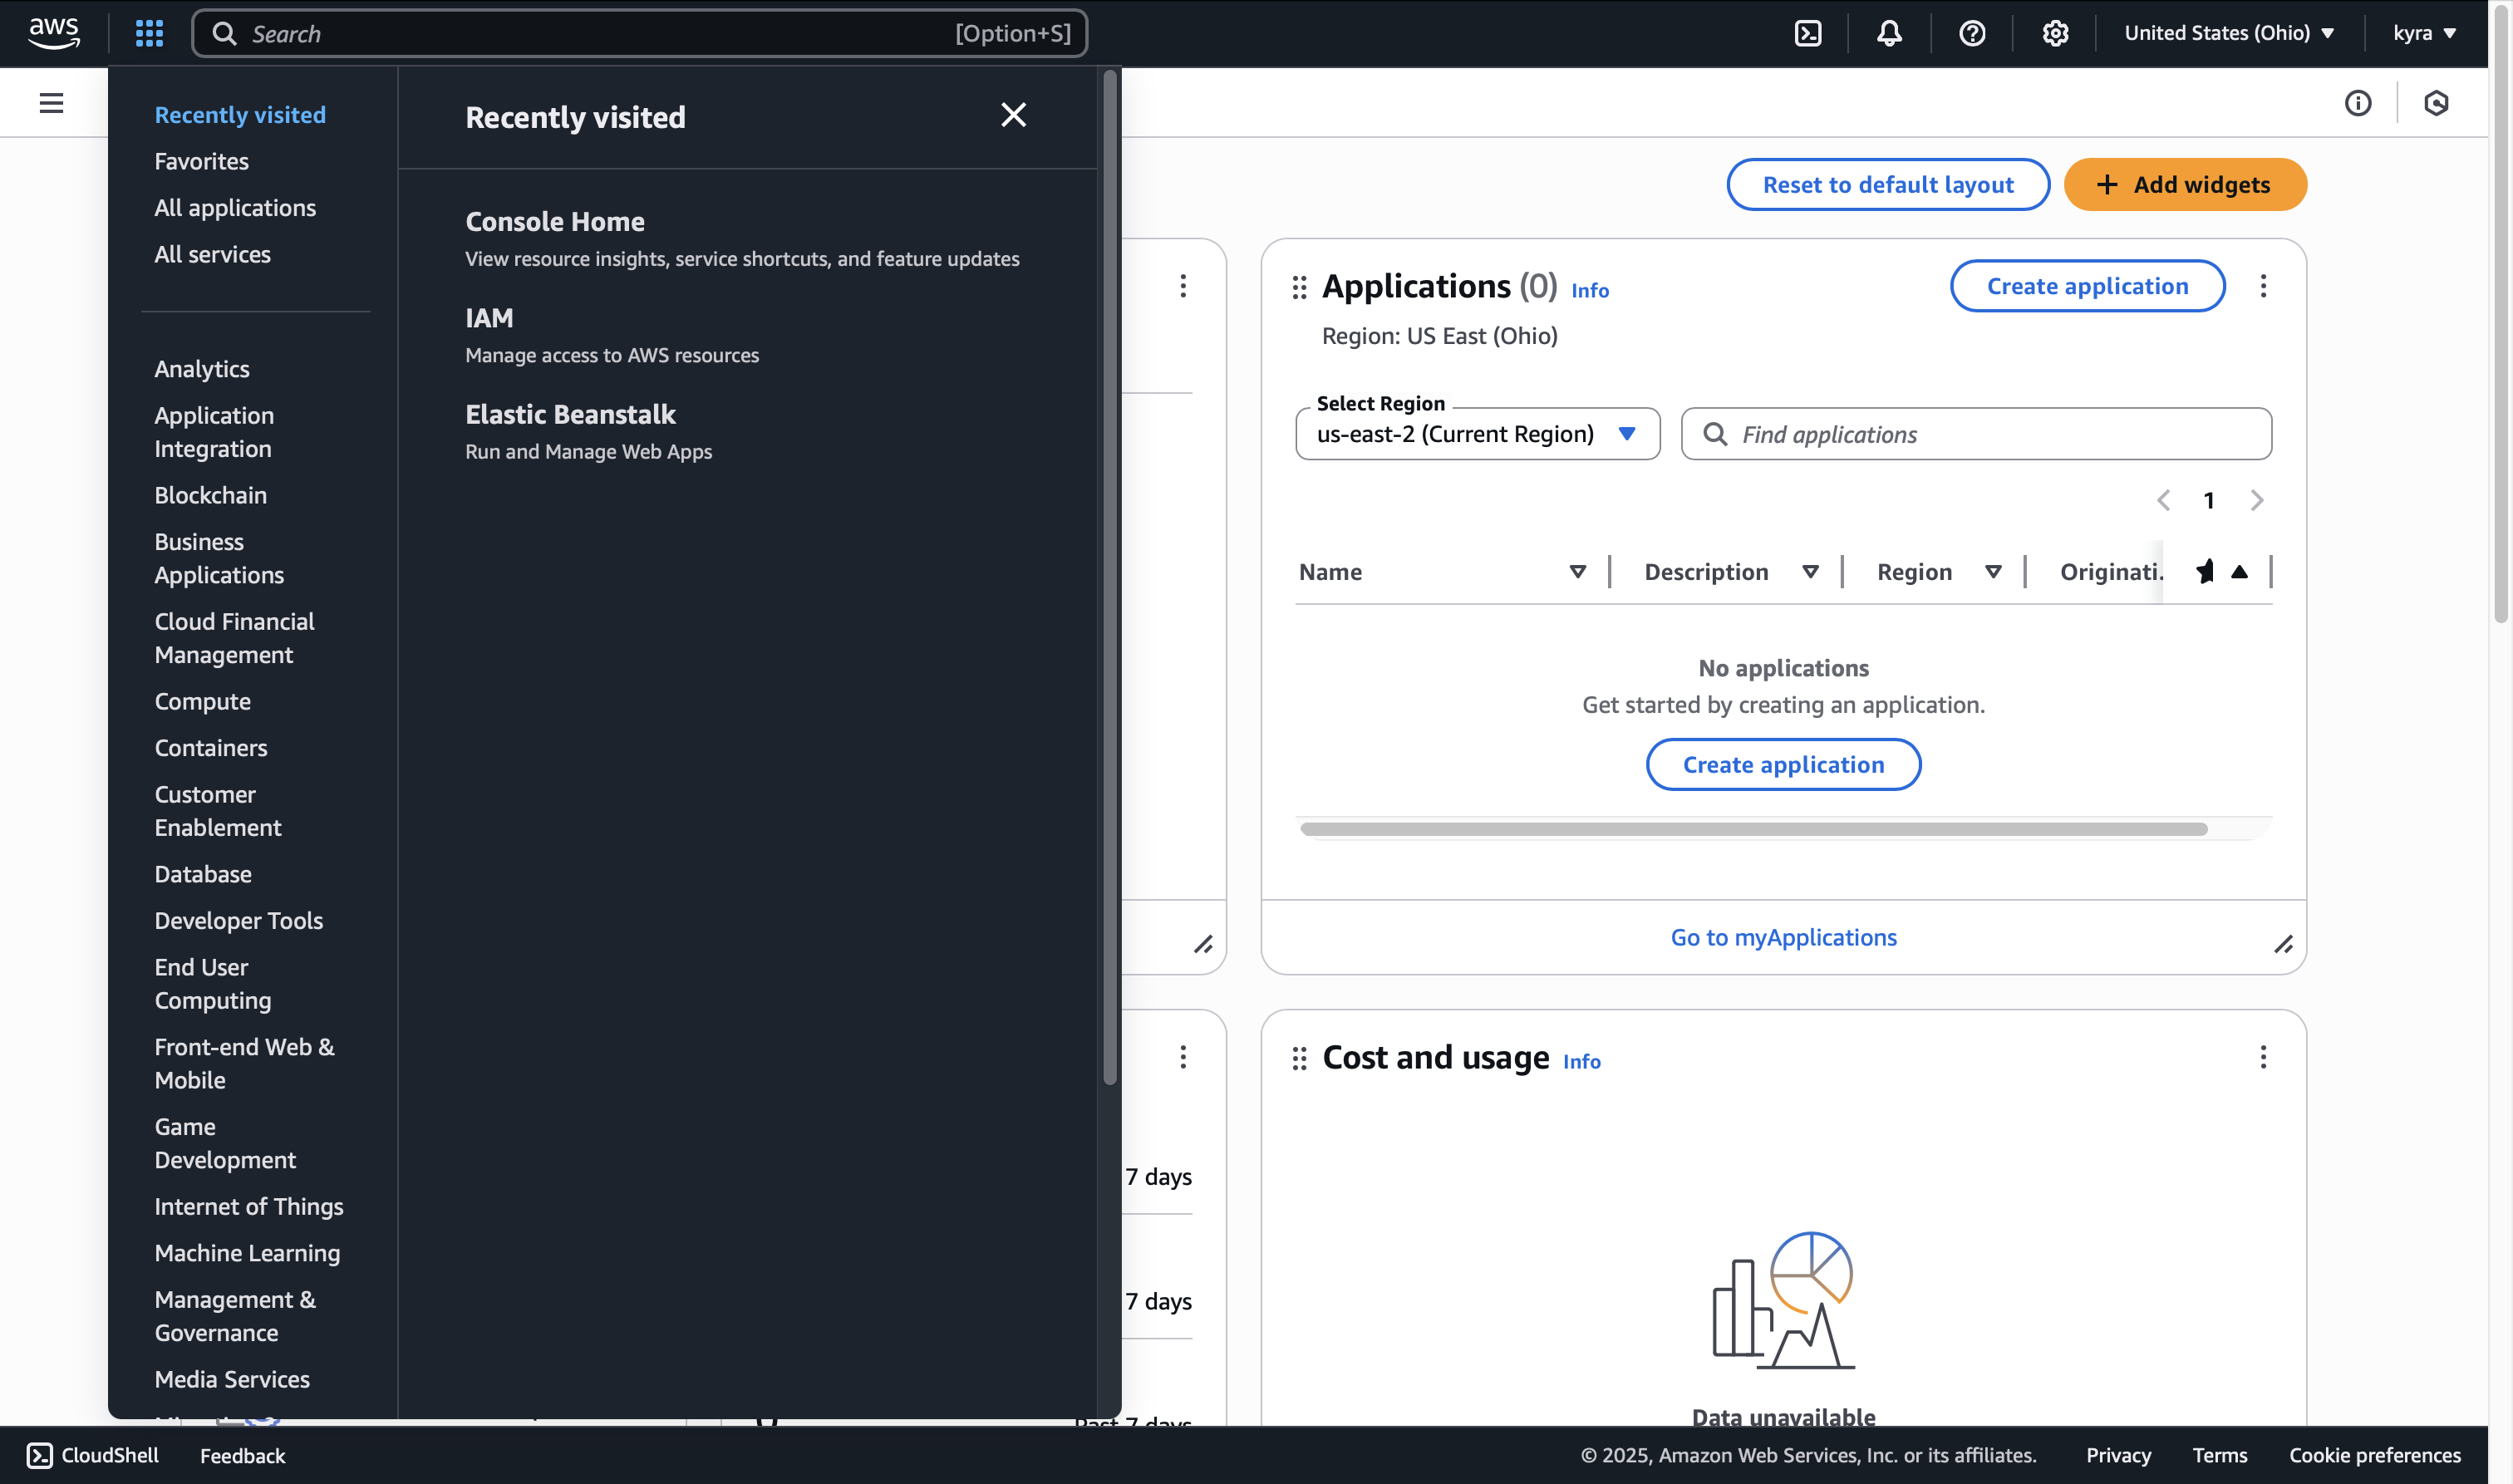 aws
Search
[Option+S]
United States (Ohio)
kyra
Recently visited
Favorites
All applications
All services
Analytics
Application
Integration
Blockchain
Business
Applications
Cloud Financial
Management
Compute
Containers
Customer
Enablement
Database
Developer Tools
End User
Computing
Front-end Web &
Mobile
Game
Development
Internet of Things
Machine Learning
Management &
Governance
Media Services
Recently visited
Console Home
View resource insights, service shortcuts, and feature updates
IAM
Manage access to AWS resources
Elastic Beanstalk
Run and Manage Web Apps
7 days
7 days
Past 7 days
Reset to default layout
Add widgets
Applications (0) Info
Create application
Region: US East (Ohio)
Select Region
us-east-2 (Current Region)
Find applications
1
Name
Description
Region
Originati.
No applications
Get started by creating an application.
Create application
Go to myApplications
Cost and usage Info
Data unavailable
CloudShell
Feedback
© 2025, Amazon Web Services, Inc. or its affiliates.
Privacy
Terms
Cookie preferences